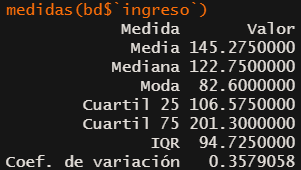 medidas(bd$`ingreso`)
Medida Valor
Media 145.2750000
Mediana 122.7500000
Moda 82.6000000
Cuartil 25 106.5750000
Cuartil 75 201.3000000
IQR 94.7250000
Coef. de variación 0.3579058